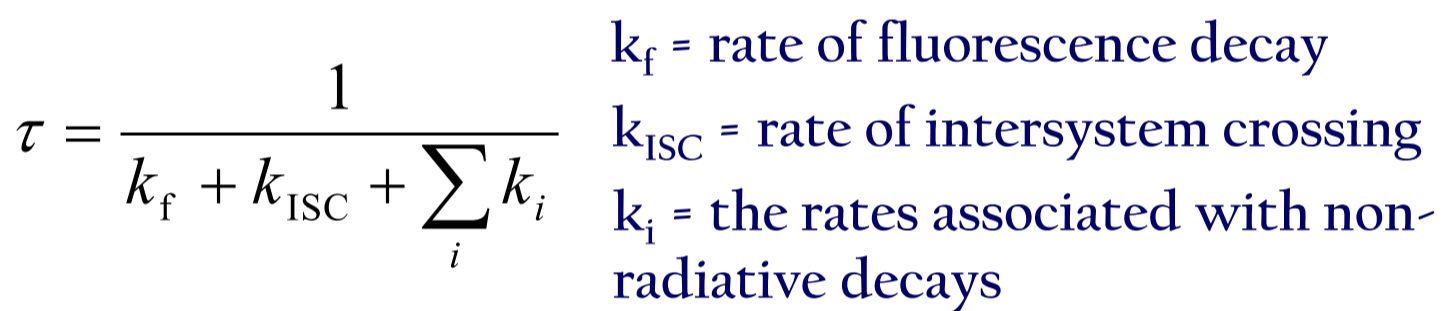 τ = 1 / (k_f + k_ISC + ∑_i k_i)
k_f = rate of fluorescence decay
k_ISC = rate of intersystem crossing
k_i = the rates associated with non-
radiative decays